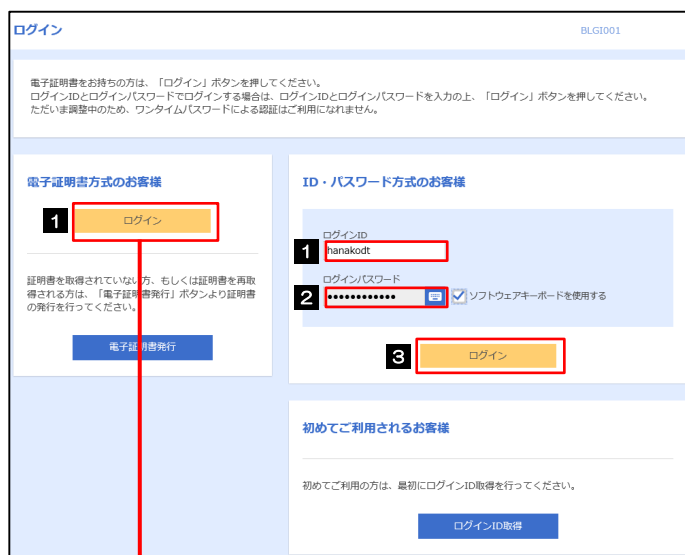 ログイン
BLGI001
電子証明書をお持ちの方は、「ログイン」ボタンを押してください。
ログインIDとログインパスワードでログインする場合は、ログインIDとログインパスワードを入力の上、「ログイン」ボタンを押してください。
ただいま調整中のため、ワンタイムパスワードによる認証はご利用になれません。
電子証明書方式のお客様
1
ログイン
証明書を取得されていない方、もしくは証明書を再取
得される方は、「電子証明書発行」ボタンより証明書
の発行を行ってください。
電子証明書発行
ID・パスワード方式のお客様
ログインID
1
hanakodt
ログインパスワード
2
●●●●●●●●●●●●
ソフトウェアキーボードを使用する
3
ログイン
初めてご利用されるお客様
初めてご利用の方は、最初にログインID取得を行ってください。
ログインID取得